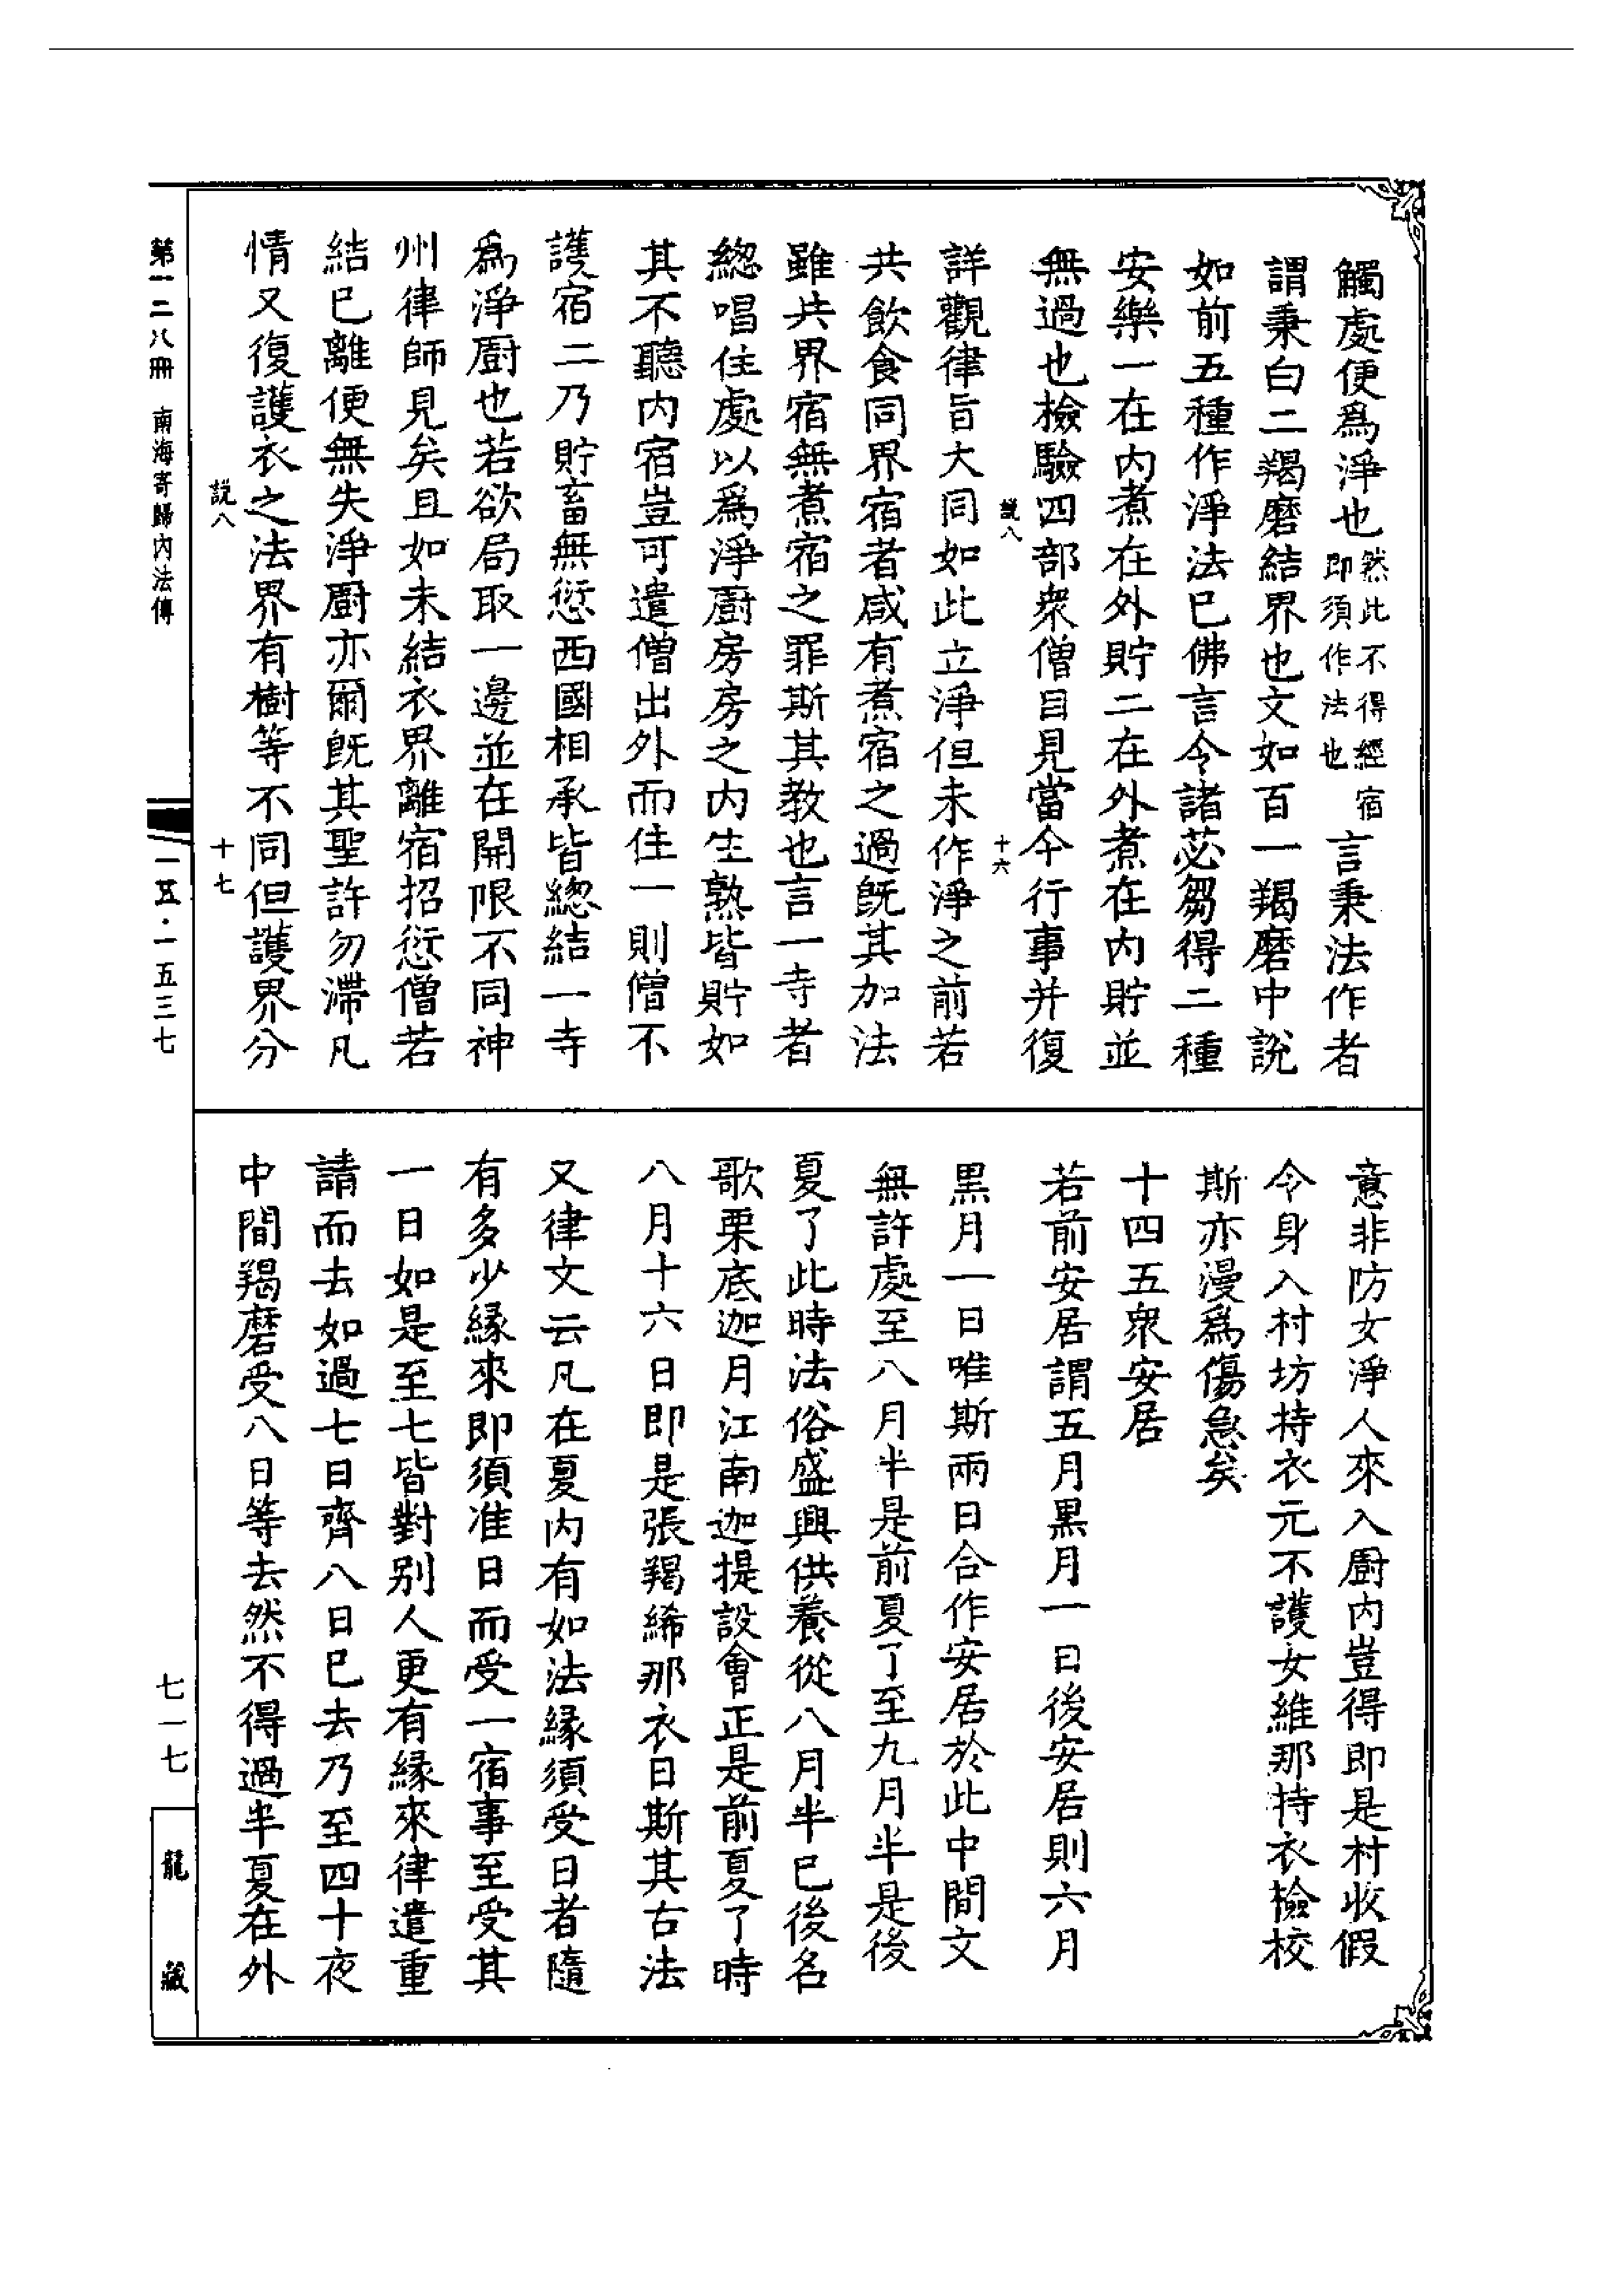 觸處便爲淨也然此不得經宿即須作法也言秉法作者
謂秉白二羯磨結界也文如百一羯磨中說
如前五種作淨法已佛言令諸苾芻得二種
安樂一在內煮在外貯二在外煮在內貯並
無過也檢驗四部衆僧目見當今行事并復
說八 十六
詳觀律旨大同如此立淨但未作淨之前若
共飲食同界宿者咸有煮宿之過旣其加法
雖共界宿無煮宿之罪斯其教也言一寺者
緫唱住處以爲淨廚房房之內生熟皆貯如
其不聽內宿豈可遣僧出外而住一則僧不
護宿二乃貯畜無愆西國相承皆緫結一寺
爲淨廚也若欲局取一邊並在開限不同神
州律師見矣且如未結衣界離宿招愆僧若
結已離便無失淨廚亦爾旣其聖許勿滯凡
情又復護衣之法界有樹等不同但護界分
說八 十七
意非防女淨人來入廚內豈得即是村收假
令身入村坊持衣元不護女維那持衣檢校
斯亦漫爲傷急矣
十四五衆安居
若前安居謂五月黑月一日後安居則六月
黑月一日唯斯兩日合作安居於此中間文
無許處至八月半是前夏了至九月半是後
夏了此時法俗盛興供養從八月半已後名
歌栗底迦月江南迦提設會正是前夏了時
八月十六日即是張羯絺那衣日斯其古法
又律文云凡在夏內有如法緣須受日者隨
有多少緣來即須准日而受一宿事至受其
一日如是至七皆對別人更有緣來律遣重
請而去如過七日齊八日已去乃至四十夜
中間羯磨受八日等去然不得過半夏在外
第一二八冊 南海寄歸內法傳
一五·一五三七
七一七
龍藏